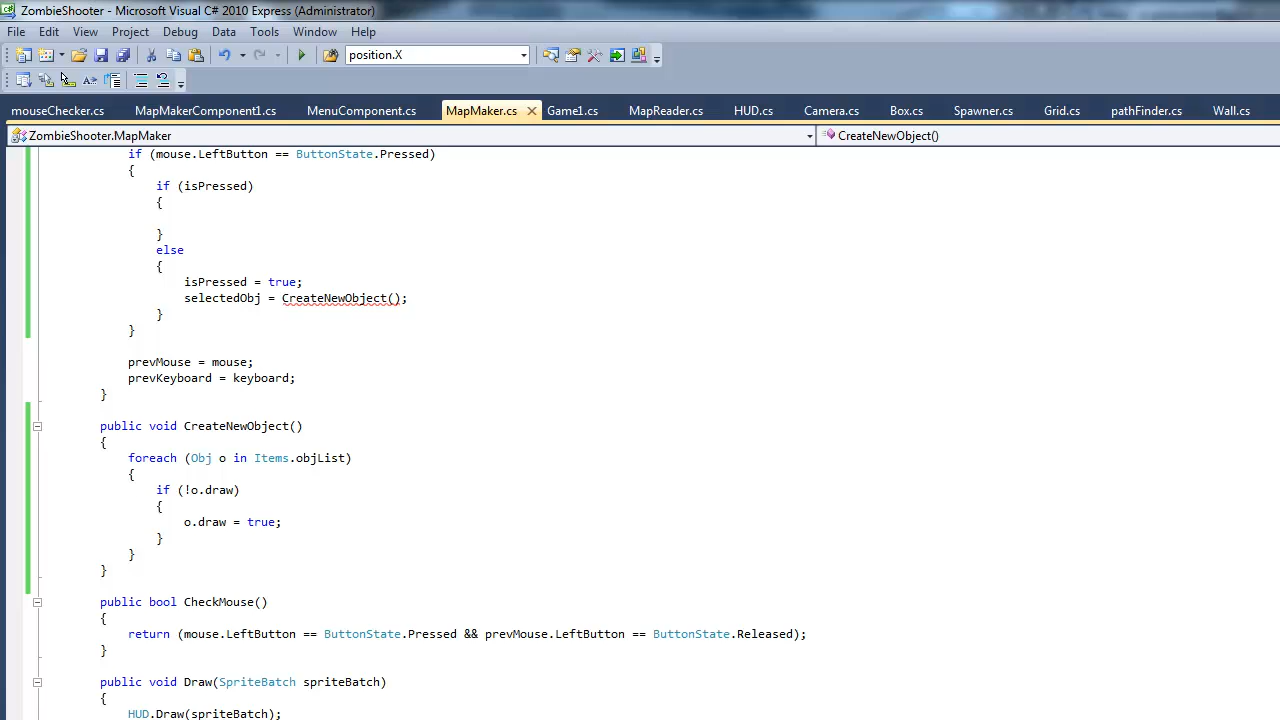 ZombieShooter - Microsoft Visual C# 2010 Express (Administrator)
File Edit View Project Debug Data Tools Window Help
position.X
mouseChecker.cs MapMakerComponent1.cs MenuComponent.cs MapMaker.cs Game1.cs MapReader.cs HUD.cs Camera.cs Box.cs Spawner.cs Grid.cs pathFinder.cs Wall.cs
ZombieShooter.MapMaker CreateNewObject()
if (mouse.LeftButton == ButtonState.Pressed)
{
if (isPressed)
{
}
else
{
isPressed = true;
selectedObj = CreateNewObject();
}
}
prevMouse = mouse;
prevKeyboard = keyboard;
}
public void CreateNewObject()
{
foreach (Obj o in Items.objList)
{
if (!o.draw)
{
o.draw = true;
}
}
}
public bool CheckMouse()
{
return (mouse.LeftButton == ButtonState.Pressed && prevMouse.LeftButton == ButtonState.Released);
}
public void Draw(SpriteBatch spriteBatch)
{
HUD.Draw(spriteBatch);